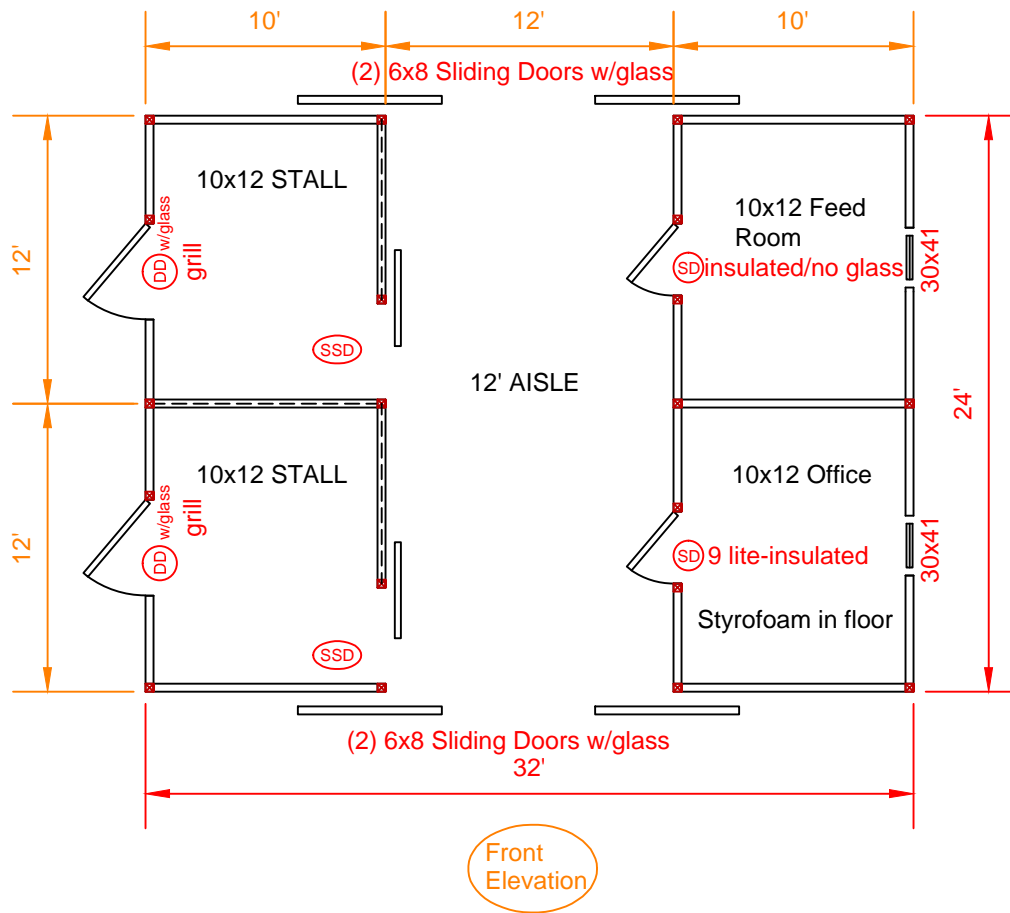 10'
12'
10'
(2) 6x8 Sliding Doors w/glass
10x12 STALL
10x12 Feed
Room
12'
DD
w/glass
grill
SD
insulated/no glass
30x41
SSD
12' AISLE
24'
10x12 STALL
10x12 Office
12'
DD
w/glass
grill
SD
9 lite-insulated
30x41
Styrofoam in floor
SSD
(2) 6x8 Sliding Doors w/glass
32'
Front
Elevation